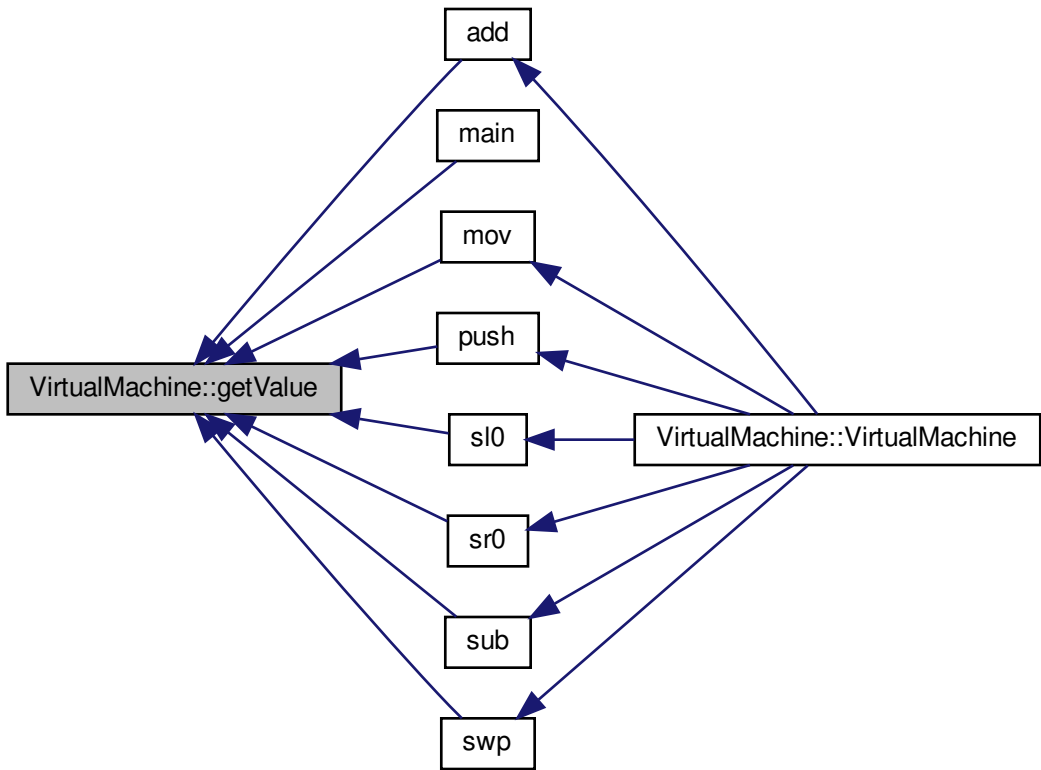 add
main
mov
push
VirtualMachine::getValue
sl0
VirtualMachine::VirtualMachine
sr0
sub
swp